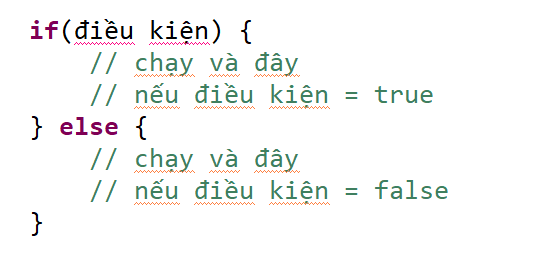 if(điều kiện) {
    // chạy và đây
    // nếu điều kiện = true
} else {
    // chạy và đây
    // nếu điều kiện = false
}